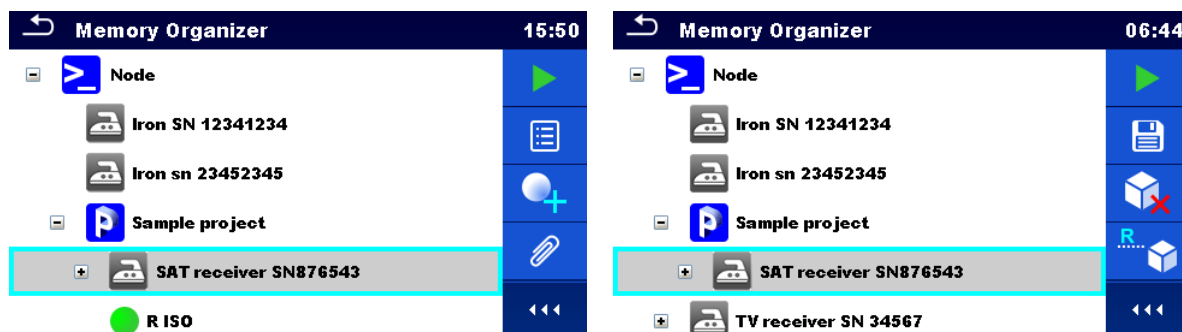 Memory Organizer 15:50
Node
Iron SN 12341234
Iron sn 23452345
Sample project
SAT receiver SN876543
R ISO
Memory Organizer 06:44
Node
Iron SN 12341234
Iron sn 23452345
Sample project
SAT receiver SN876543
TV receiver SN 34567
R